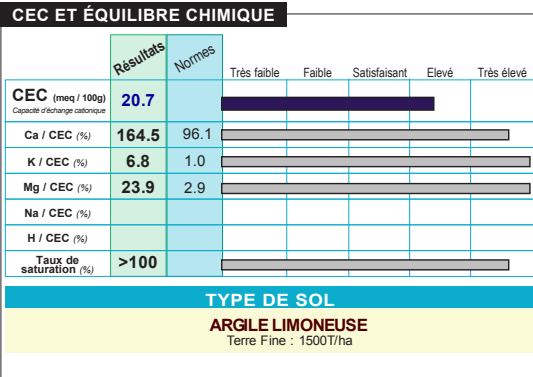 CEC ET ÉQUILIBRE CHIMIQUE
Résultats Normes
Très faible Faible Satisfaisant Elevé Très élevé
CEC (meq / 100g) 20.7
Capacité d'échange cationique
Ca / CEC (%) 164.5 96.1
K / CEC (%) 6.8 1.0
Mg / CEC (%) 23.9 2.9
Na / CEC (%)
H / CEC (%)
Taux de
saturation (%) >100
TYPE DE SOL
ARGILE LIMONEUSE
Terre Fine : 1500T/ha